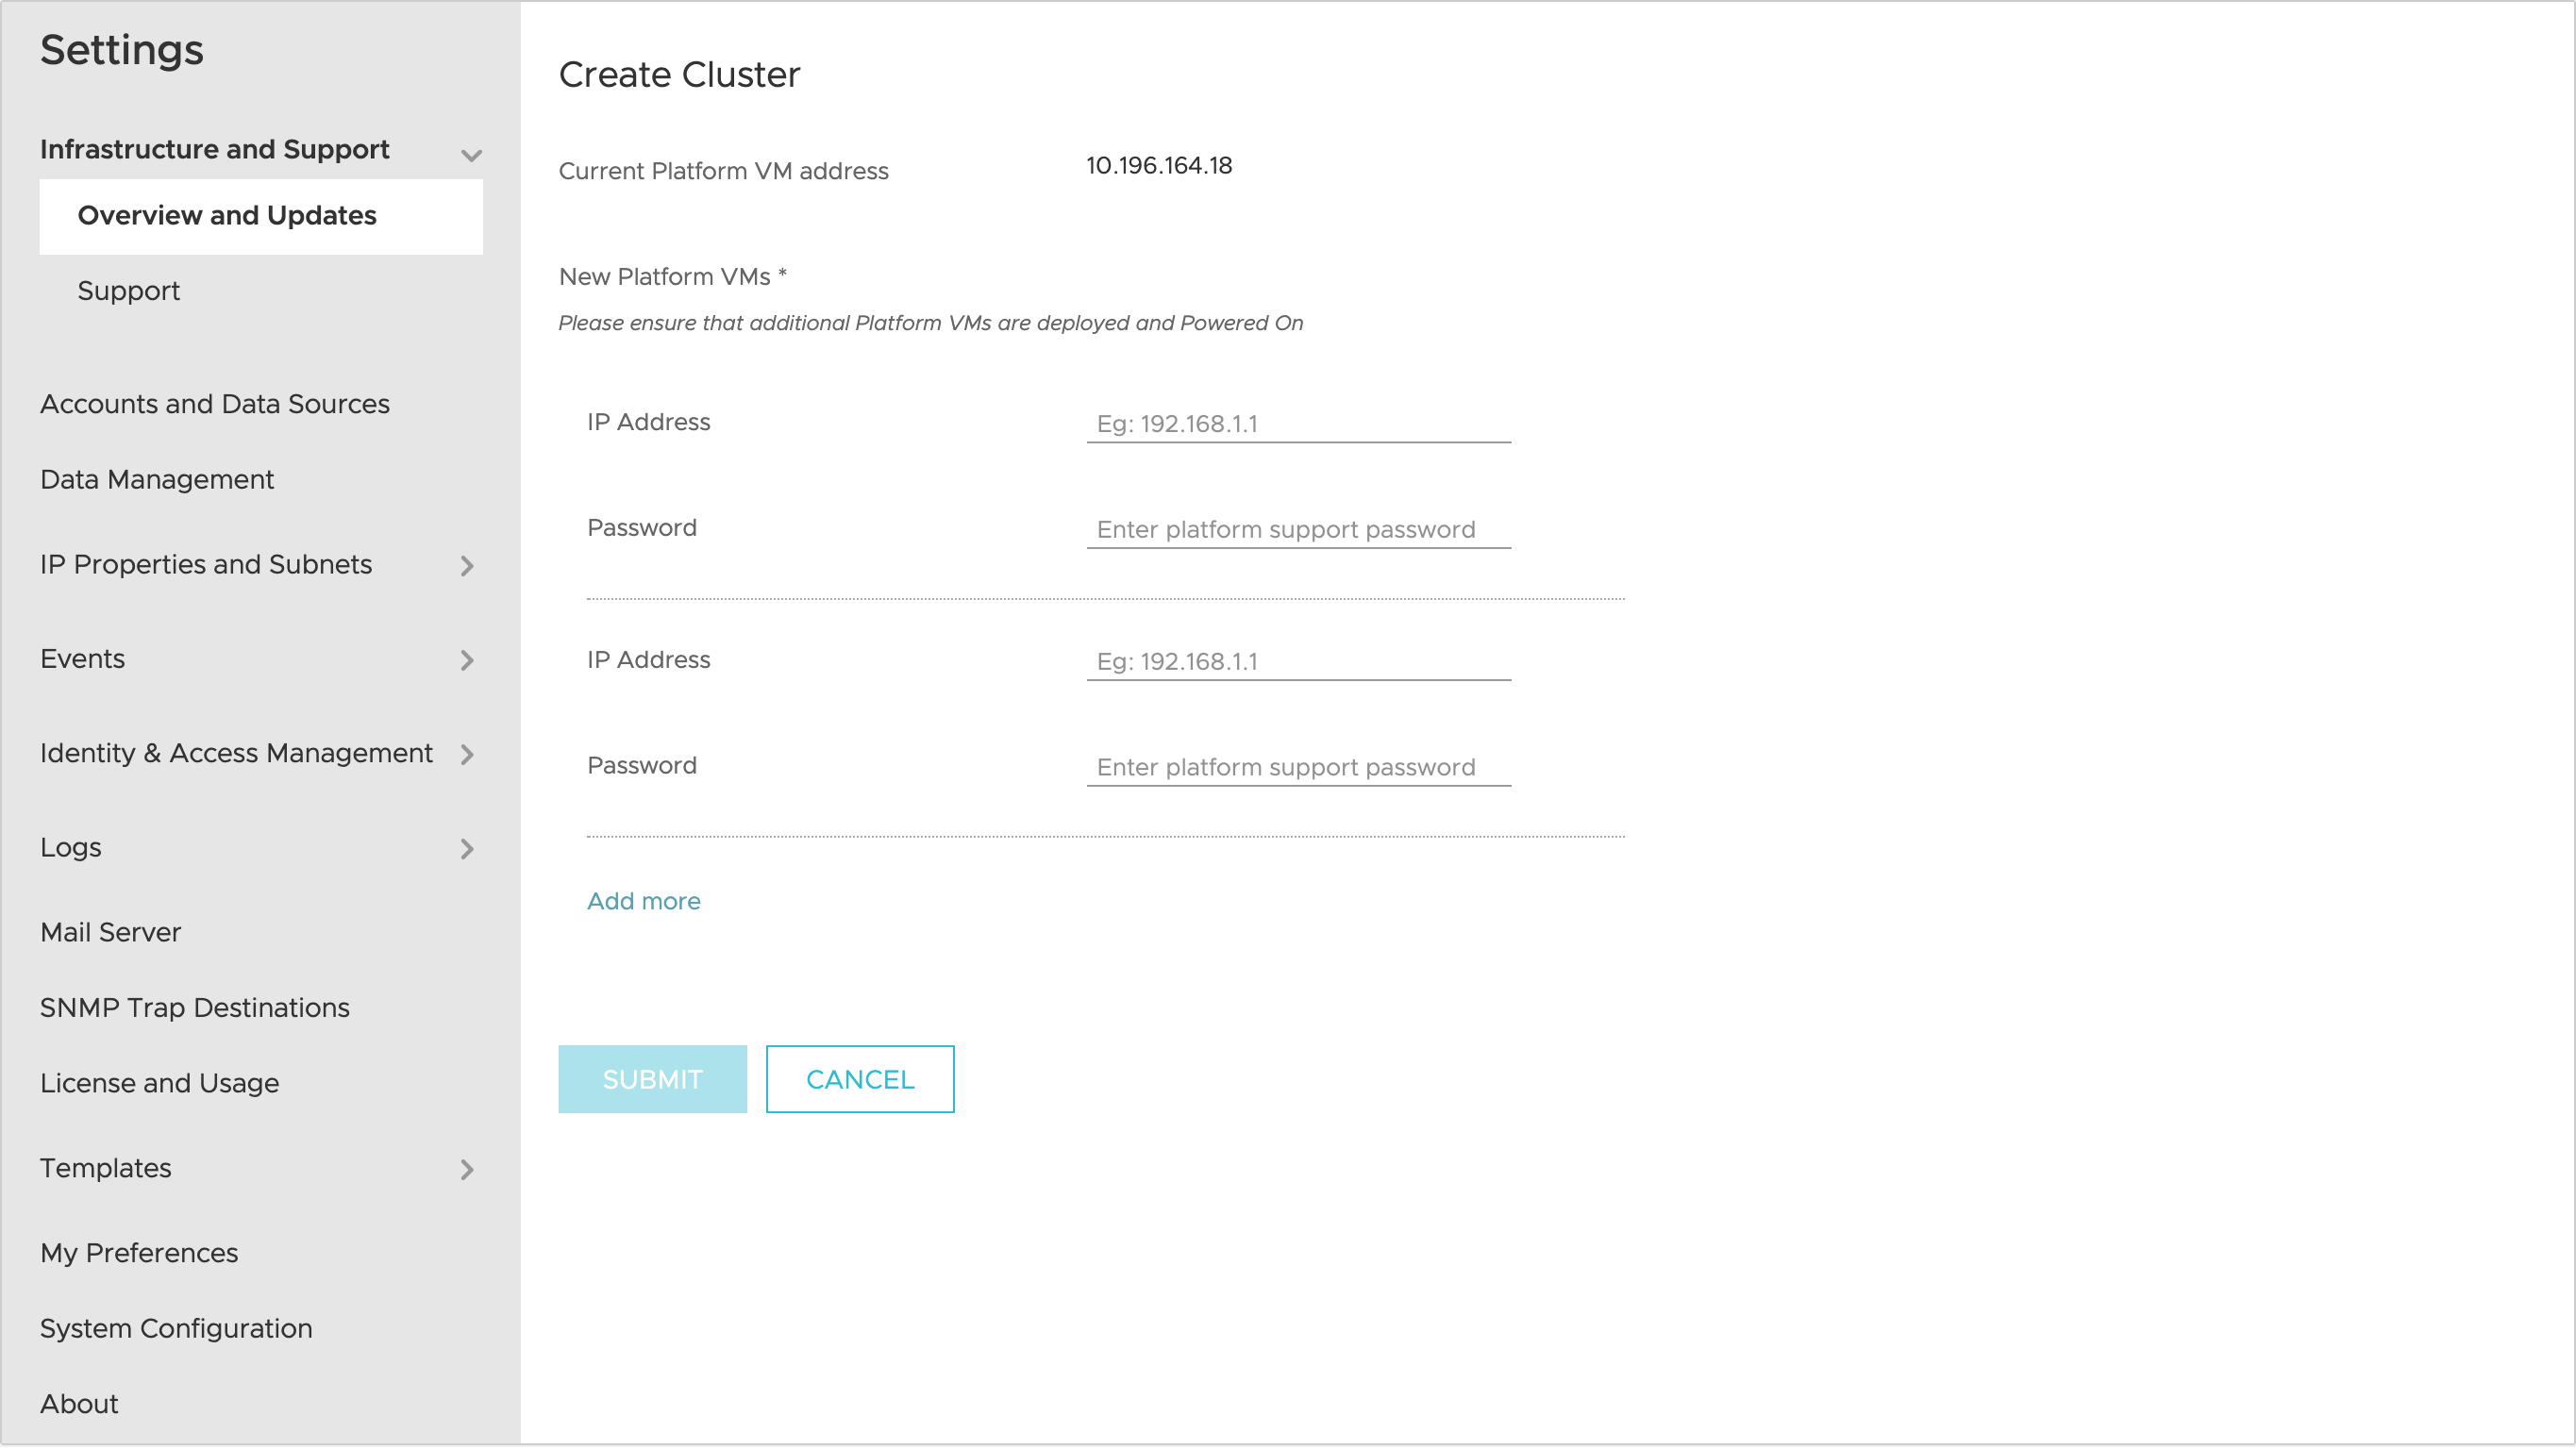 Settings
Infrastructure and Support
Overview and Updates
Support
Accounts and Data Sources
Data Management
IP Properties and Subnets
Events
Identity & Access Management
Logs
Mail Server
SNMP Trap Destinations
License and Usage
Templates
My Preferences
System Configuration
About
Create Cluster
Current Platform VM address 10.196.164.18
New Platform VMs *
Please ensure that additional Platform VMs are deployed and Powered On
IP Address Eg: 192.168.1.1
Password Enter platform support password
IP Address Eg: 192.168.1.1
Password Enter platform support password
Add more
SUBMIT CANCEL